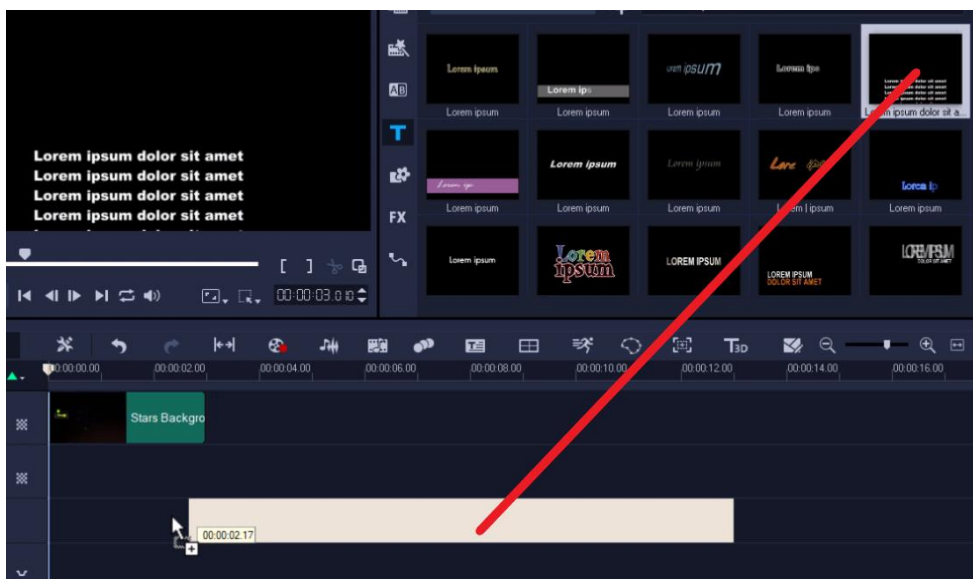 Lorem ipsum dolor sit amet
Lorem ipsum dolor sit amet
Lorem ipsum dolor sit amet
Lorem ipsum dolor sit amet
[ ]
00:00:03.010
AB
T
FX
Lorem ipsum
Lorem ips
Lorem ipsum
Lorem ipsum
Lorem ipsum
Lorem ipsum
Lorem ipsum dolor sit a...
Lorem ipsum
Lorem ipsum
Lorem ipsum
Lorem ipsum
Lorem ipsum
Lorem ipsum
Lorem ipsum
Lorem ipsum
Lorem ipsum
LOREM IPSUM
LOREM IPSUM
DOLOR SIT AMET
LOREM IPSUM
T3D
00:00:00.00 00:00:02.00 00:00:04.00 00:00:06.00 00:00:08.00 00:00:10.00 00:00:12.00 00:00:14.00 00:00:16.00
Stars Backgro
00:00:02.17